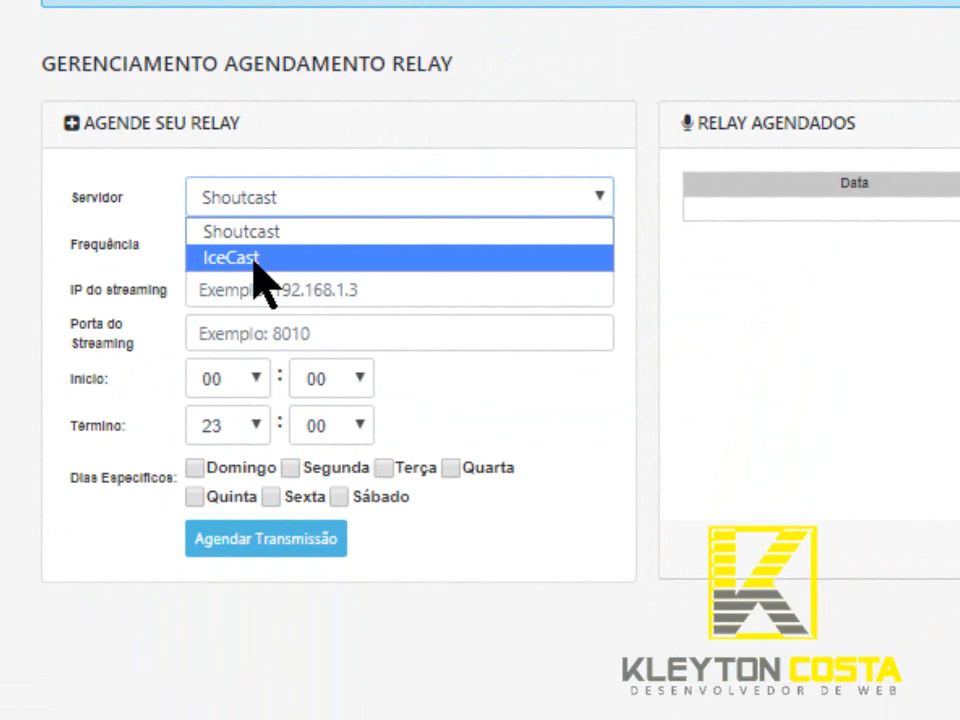 GERENCIAMENTO AGENDAMENTO RELAY
AGENDE SEU RELAY
Servidor
Shoutcast
Shoutcast
IceCast
Frequência
IP do streaming
Exemplo: 192.168.1.3
Porta do
Streaming
Exemplo: 8010
Inicio:
00 : 00
Término:
23 : 00
Dias Especificos:
Domingo Segunda Terça Quarta
Quinta Sexta Sábado
Agendar Transmissão
RELAY AGENDADOS
Data
KLEYTON COSTA
DESENVOLVEDOR DE WEB